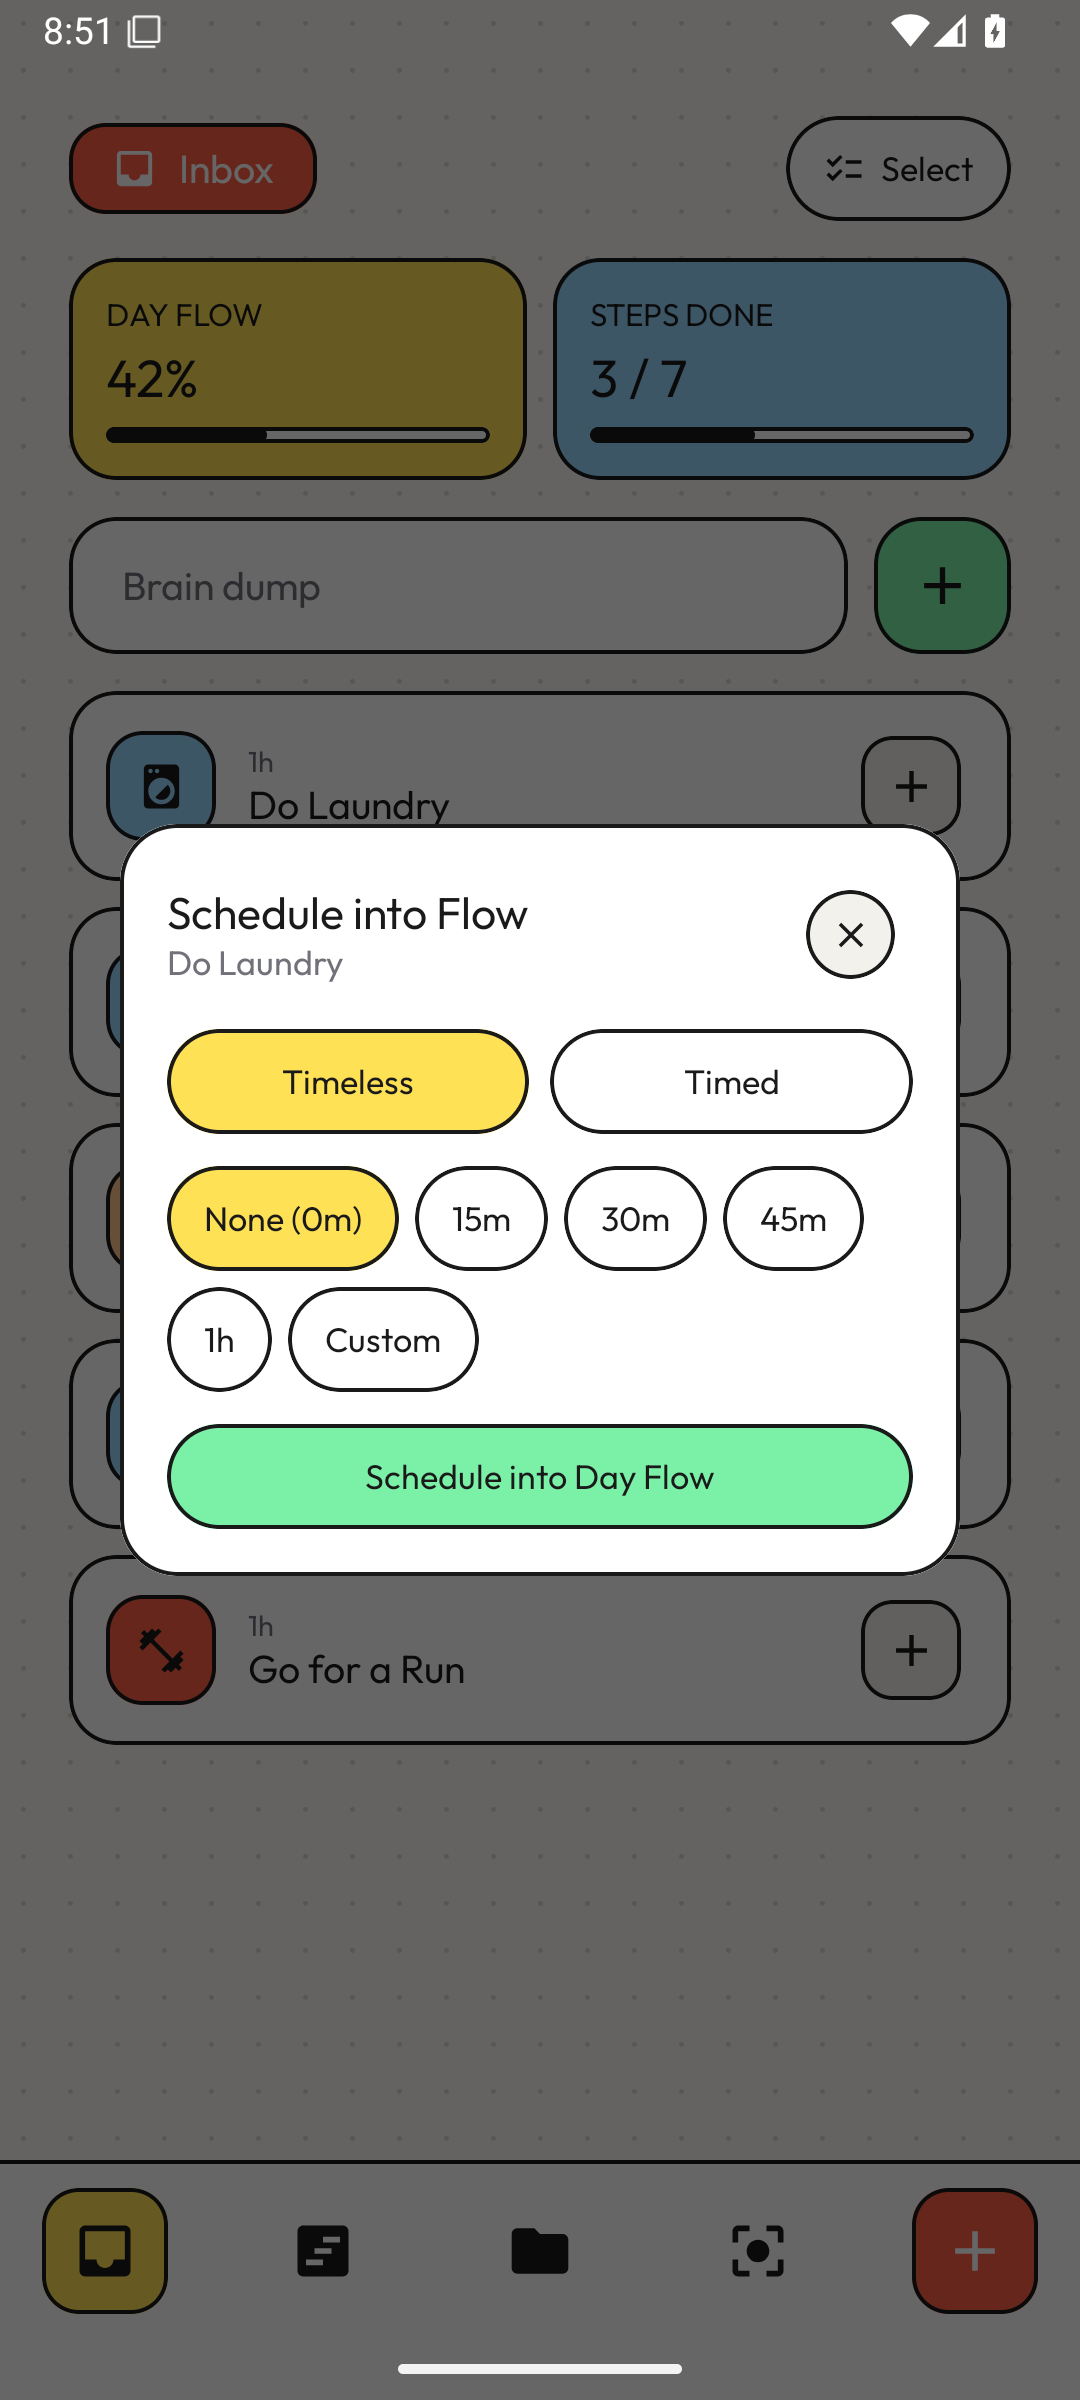 8:51
Inbox
Select
DAY FLOW
42%
STEPS DONE
3 / 7
Brain dump
1h
Do Laundry
Schedule into Flow
Do Laundry
Timeless
Timed
None (0m)
15m
30m
45m
1h
Custom
Schedule into Day Flow
1h
Go for a Run